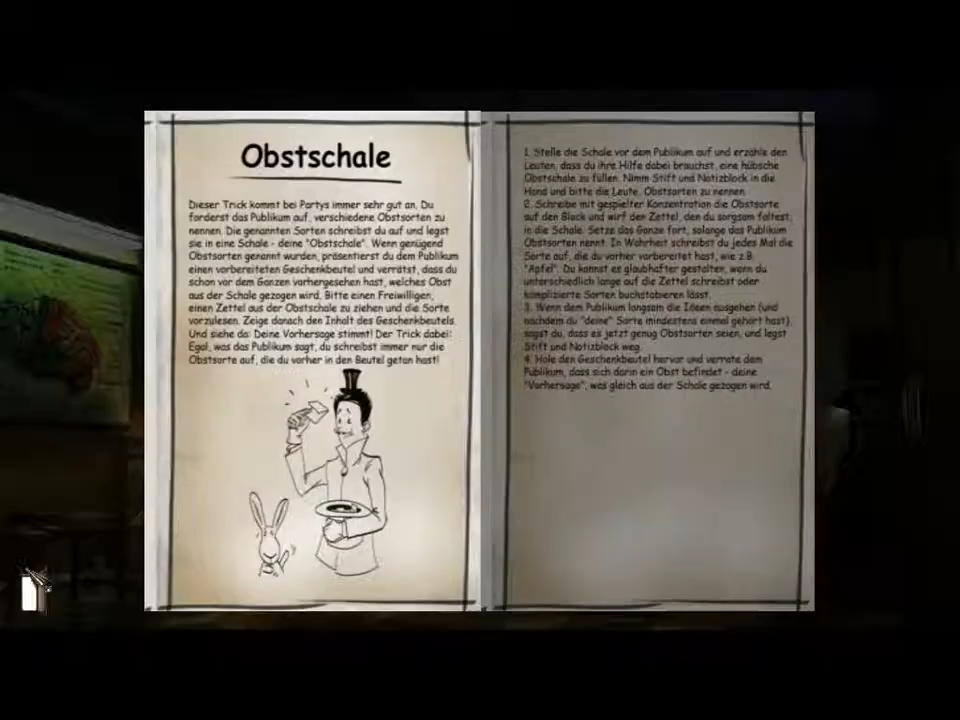 Obstschale
Dieser Trick kommt bei Partys immer sehr gut an. Du
forderst das Publikum auf, verschiedene Obstsorten zu
nennen. Die genannten Sorten schreibst du auf und legst
sie in eine Schale - deine "Obstschale". Wenn genügend
Obstsorten genannt wurden, präsentierst du dem Publikum
einen vorbereiteten Geschenkbeutel und verrätst, dass du
schon vor dem Ganzen vorhergesehen hast, welches Obst
aus der Schale gezogen wird. Bitte einen Freiwilligen,
einen Zettel aus der Obstschale zu ziehen und die Sorte
vorzulesen. Zeige danach den Inhalt des Geschenkbeutels.
Und siehe da: Deine Vorhersage stimmt! Der Trick dabei:
Egal, was das Publikum sagt, du schreibst immer nur die
Obstsorte auf, die du vorher in den Beutel getan hast!
1. Stelle die Schale vor dem Publikum auf und erzähle den
Leuten, dass du ihre Hilfe dabei brauchst, eine hübsche
Obstschale zu füllen. Nimm Stift und Notizblock in die
Hand und bitte die Leute, Obstsorten zu nennen.
2. Schreibe mit gespielter Konzentration die Obstsorte
auf den Block und wirf den Zettel, den du sorgsam faltest,
in die Schale. Setze das Ganze fort, solange das Publikum
Obstsorten nennt. In Wahrheit schreibst du jedes Mal die
Sorte auf, die du vorher vorbereitet hast, wie z.B.
"Apfel". Du kannst es glaubhafter gestalten, wenn du
unterschiedlich lange auf die Zettel schreibst oder
komplizierte Sorten buchstabieren lässt.
3. Wenn dem Publikum langsam die Ideen ausgehen (und
nachdem du "deine" Sorte mindestens einmal gehört hast),
sagst du, dass es jetzt genug Obstsorten seien, und legst
Stift und Notizblock weg.
4. Hole den Geschenkbeutel hervor und verrate dem
Publikum, dass sich darin ein Obst befindet - deine
"Vorhersage", was gleich aus der Schale gezogen wird.